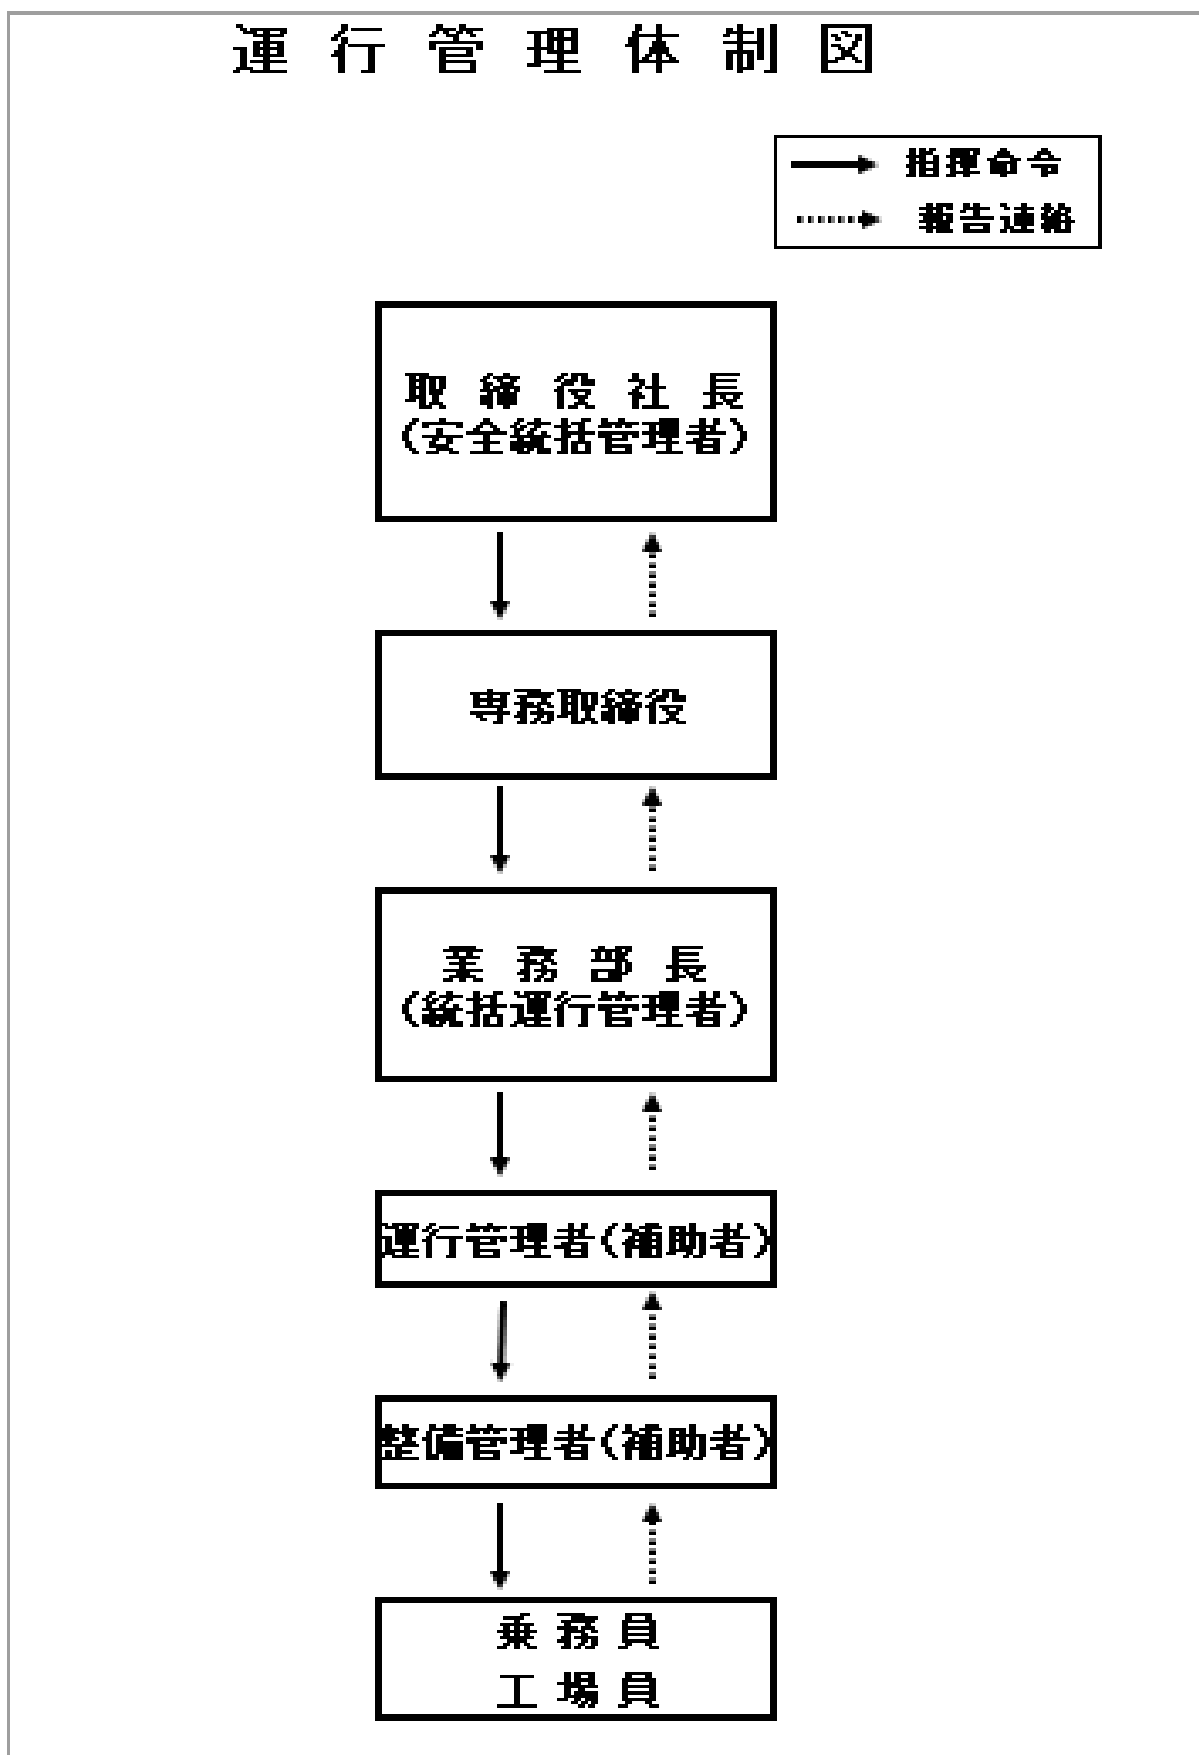 運行管理体制図
指揮命令
報告連絡
取締役社長
(安全統括管理者)
専務取締役
業務部長
(統括運行管理者)
運行管理者(補助者)
整備管理者(補助者)
乗務員
工場員